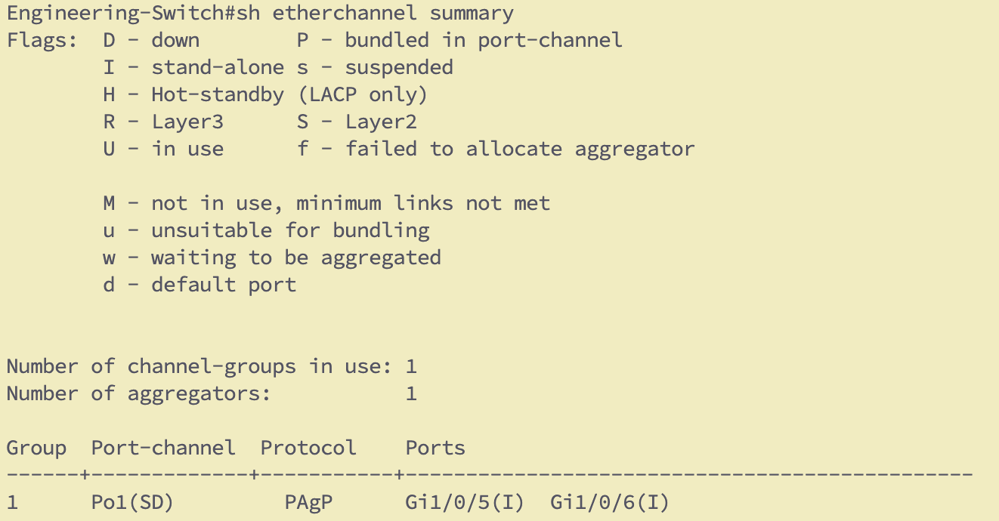 Engineering-Switch#sh etherchannel summary
Flags:  D - down        P - bundled in port-channel
        I - stand-alone s - suspended
        H - Hot-standby (LACP only)
        R - Layer3      S - Layer2
        U - in use      f - failed to allocate aggregator

        M - not in use, minimum links not met
        u - unsuitable for bundling
        w - waiting to be aggregated
        d - default port


Number of channel-groups in use: 1
Number of aggregators:           1

Group  Port-channel  Protocol    Ports
------+-------------+-----------+-----------------------------------------------
1      Po1(SD)         PAgP      Gi1/0/5(I)  Gi1/0/6(I)